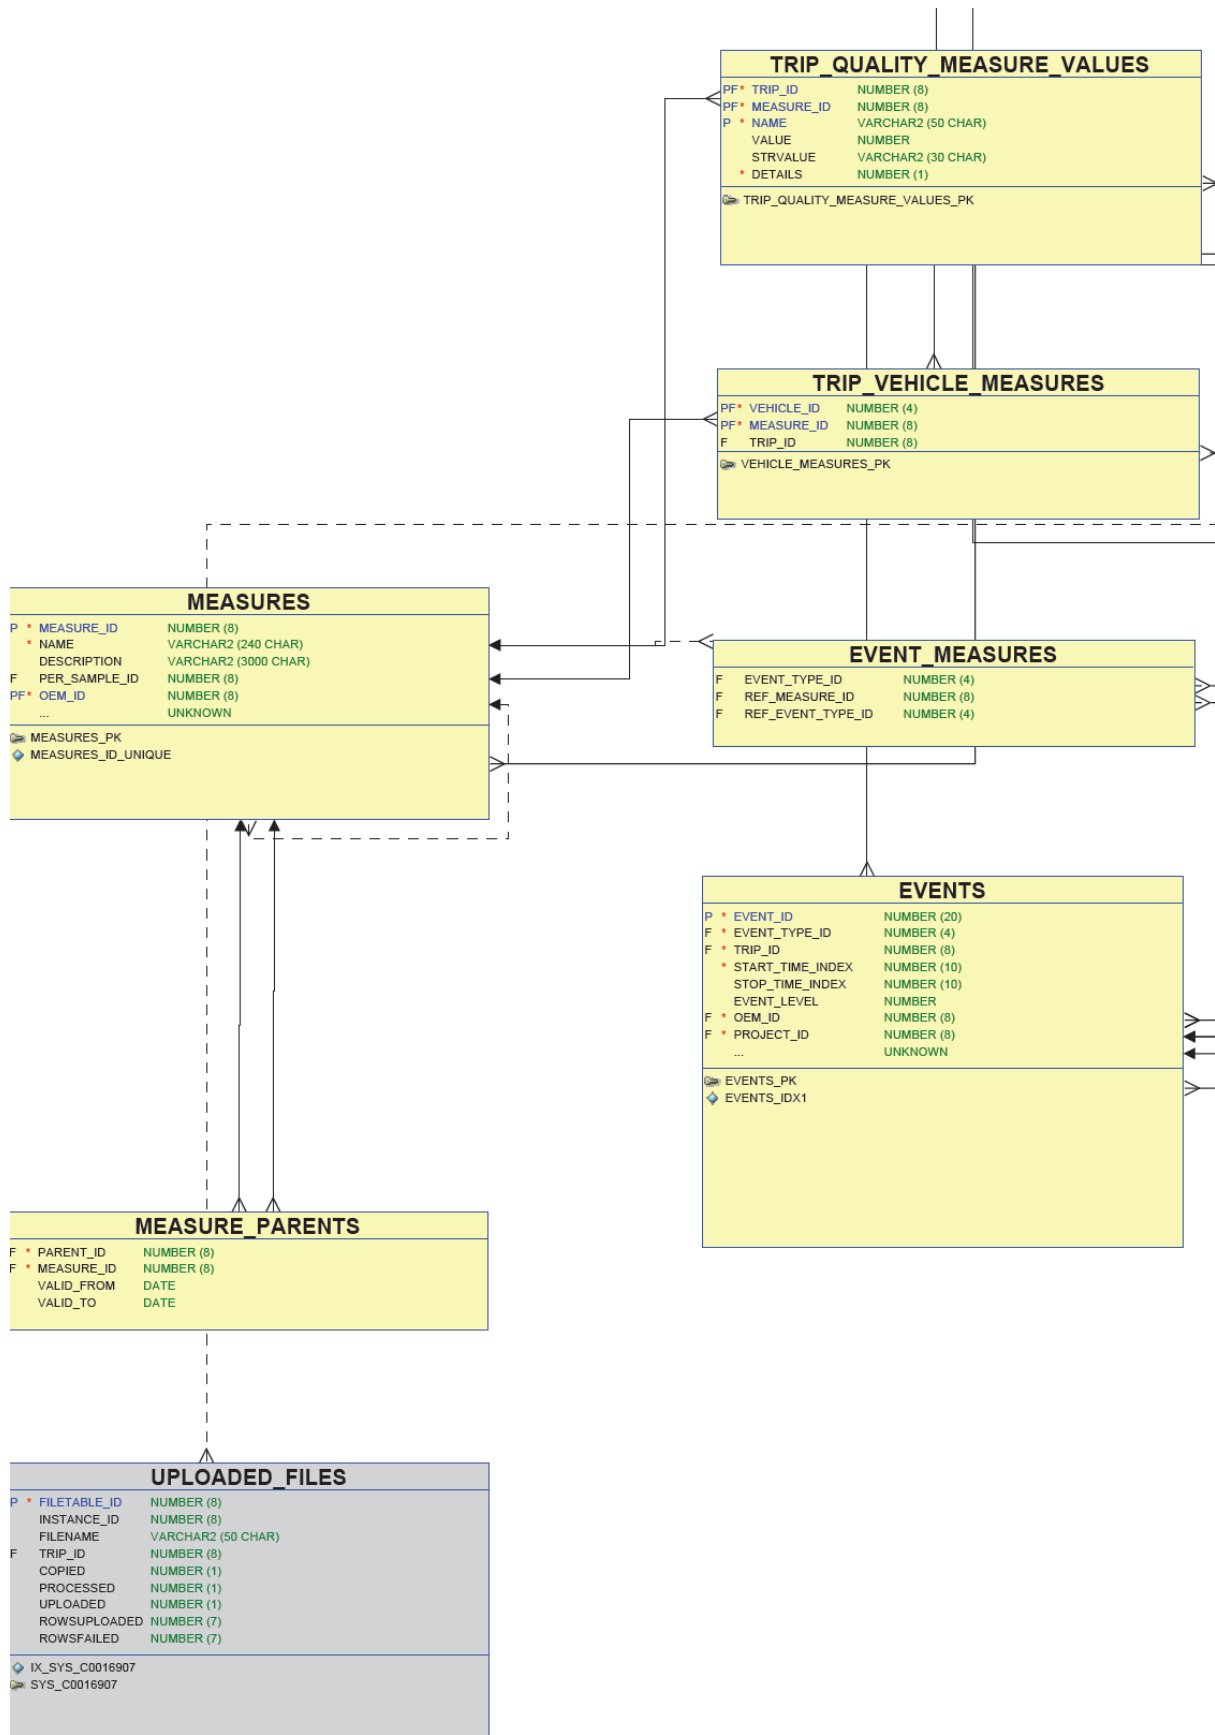 TRIP_QUALITY_MEASURE_VALUES
PF* TRIP_ID NUMBER (8)
PF* MEASURE_ID NUMBER (8)
P * NAME VARCHAR2 (50 CHAR)
VALUE NUMBER
STRVALUE VARCHAR2 (30 CHAR)
* DETAILS NUMBER (1)
TRIP_QUALITY_MEASURE_VALUES_PK
TRIP_VEHICLE_MEASURES
PF* VEHICLE_ID NUMBER (4)
PF* MEASURE_ID NUMBER (8)
F TRIP_ID NUMBER (8)
VEHICLE_MEASURES_PK
MEASURES
P * MEASURE_ID NUMBER (8)
* NAME VARCHAR2 (240 CHAR)
DESCRIPTION VARCHAR2 (3000 CHAR)
F PER_SAMPLE_ID NUMBER (8)
PF* OEM_ID NUMBER (8)
... UNKNOWN
MEASURES_PK
MEASURES_ID_UNIQUE
EVENT_MEASURES
F EVENT_TYPE_ID NUMBER (4)
F REF_MEASURE_ID NUMBER (8)
F REF_EVENT_TYPE_ID NUMBER (4)
EVENTS
P * EVENT_ID NUMBER (20)
F * EVENT_TYPE_ID NUMBER (4)
F * TRIP_ID NUMBER (8)
* START_TIME_INDEX NUMBER (10)
STOP_TIME_INDEX NUMBER (10)
EVENT_LEVEL NUMBER
F * OEM_ID NUMBER (8)
F * PROJECT_ID NUMBER (8)
... UNKNOWN
EVENTS_PK
EVENTS_IDX1
MEASURE_PARENTS
F * PARENT_ID NUMBER (8)
F * MEASURE_ID NUMBER (8)
VALID_FROM DATE
VALID_TO DATE
UPLOADED_FILES
P * FILETABLE_ID NUMBER (8)
INSTANCE_ID NUMBER (8)
FILENAME VARCHAR2 (50 CHAR)
F TRIP_ID NUMBER (8)
COPIED NUMBER (1)
PROCESSED NUMBER (1)
UPLOADED NUMBER (1)
ROWSUPLOADED NUMBER (7)
ROWSFAILED NUMBER (7)
IX_SYS_C0016907
SYS_C0016907